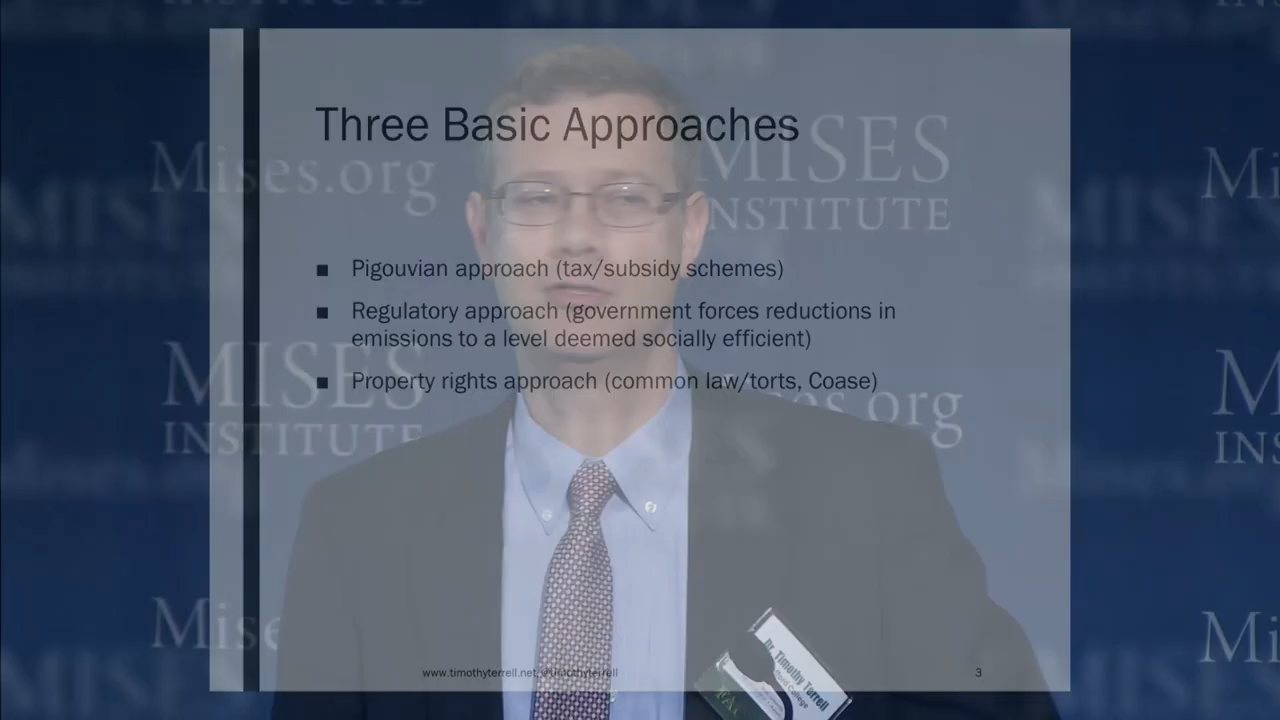 Three Basic Approaches
Mises.org
MISES
INSTITUTE
■ Pigouvian approach (tax/subsidy schemes)
■ Regulatory approach (government forces reductions in
emissions to a level deemed socially efficient)
■ Property rights approach (common law/torts, Coase)
MISES
INSTITUTE
Dr. Timothy Terrell
www.timothyterrell.net
3